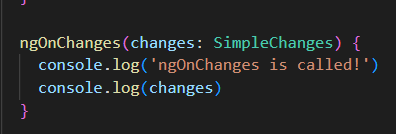 }
ngOnChanges(changes: SimpleChanges) {
  console.log('ngOnChanges is called!')
  console.log(changes)
}